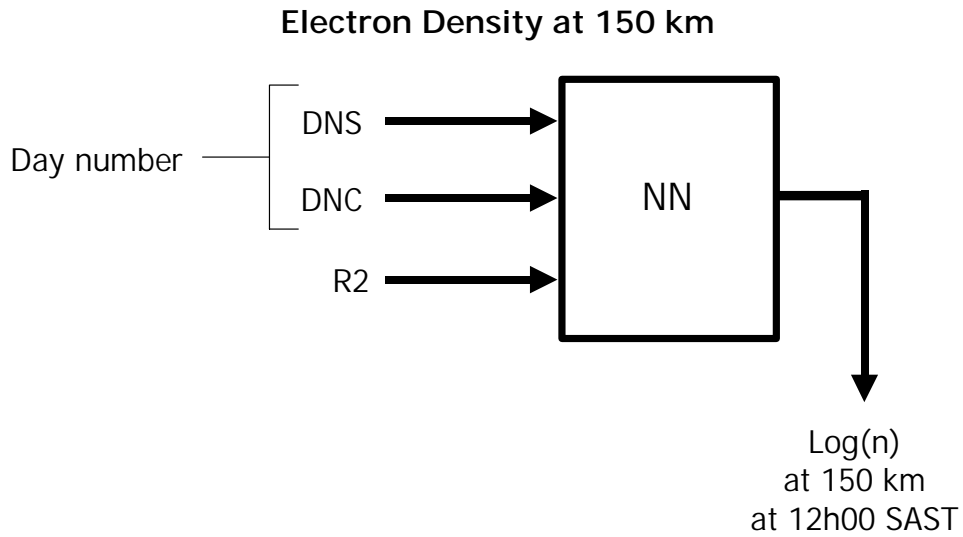 Electron Density at 150 km
DNS
Day number
DNC
R2
NN
Log(n)
at 150 km
at 12h00 SAST